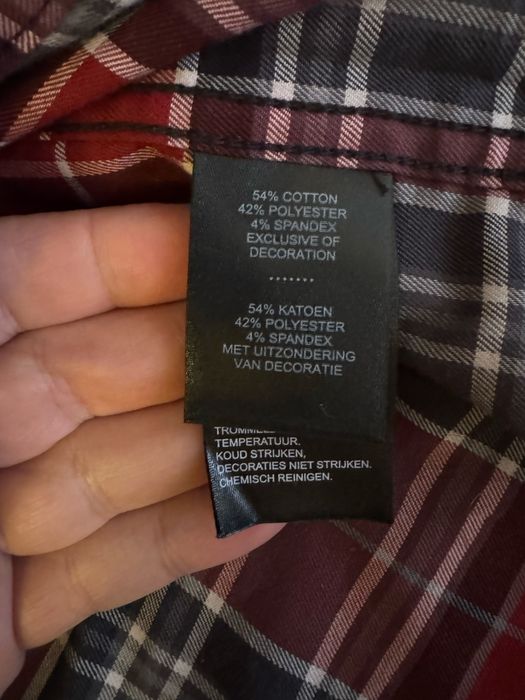 54% COTTON
42% POLYESTER
4% SPANDEX
EXCLUSIVE OF
DECORATION
.......
54% KATOEN
42% POLYESTER
4% SPANDEX
MET UITZONDERING
VAN DECORATIE
TEMPERATUUR.
KOUD STRIJKEN,
DECORATIES NIET STRIJKEN.
CHEMISCH REINIGEN.